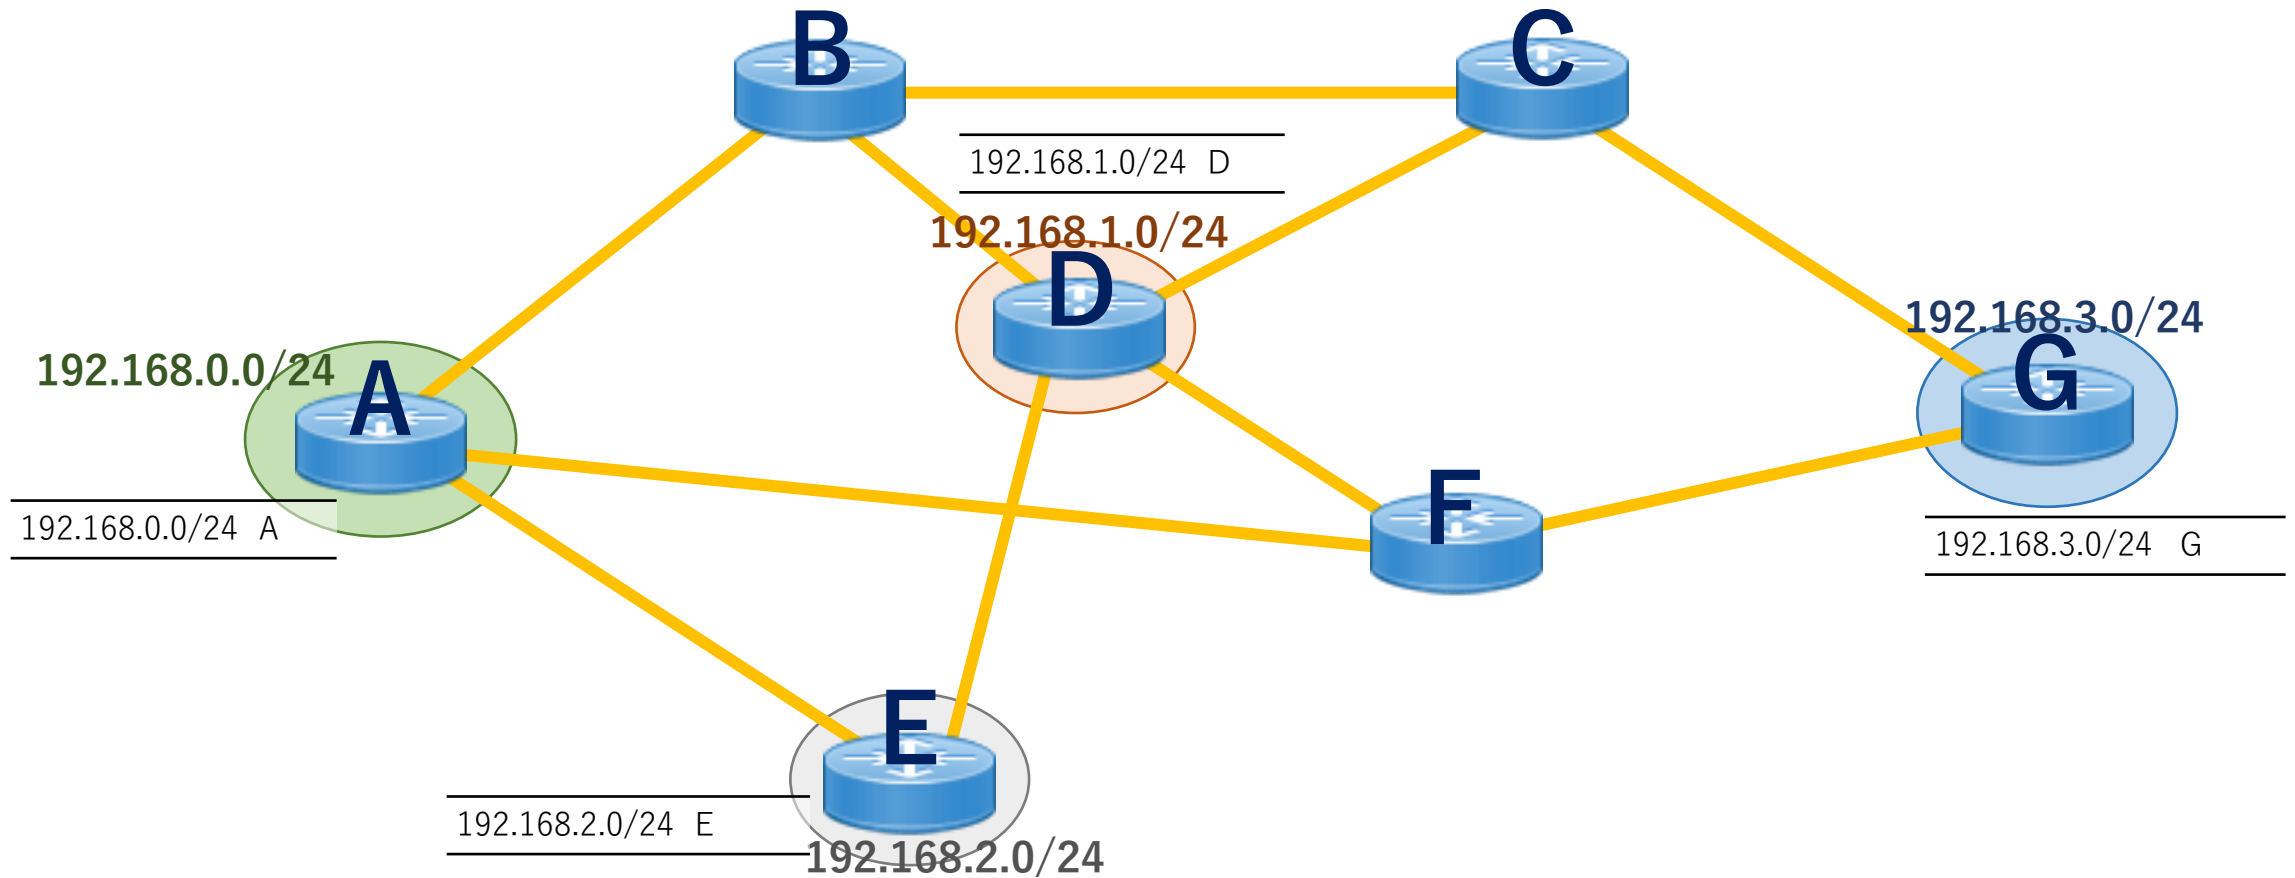 B
C
192.168.1.0/24 D
192.168.1.0/24
D
192.168.3.0/24
G
192.168.0.0/24
A
F
192.168.0.0/24 A
192.168.3.0/24 G
E
192.168.2.0/24 E
192.168.2.0/24